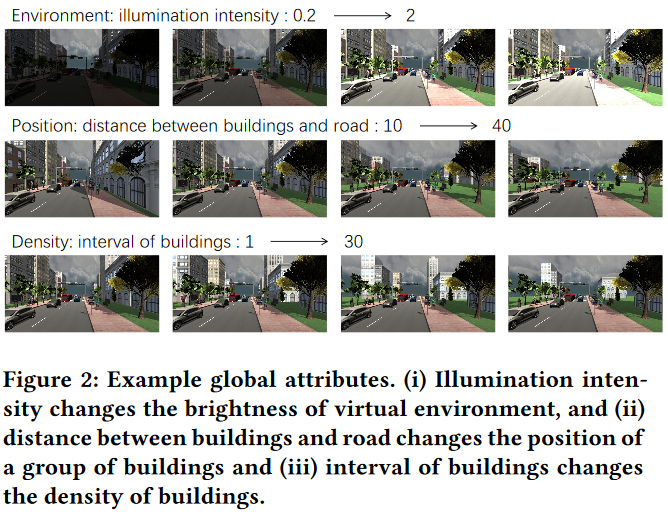 Environment: illumination intensity : 0.2 ⟶ 2
Position: distance between buildings and road : 10 ⟶ 40
Density: interval of buildings : 1 ⟶ 30
Figure 2: Example global attributes. (i) Illumination inten-
sity changes the brightness of virtual environment, and (ii)
distance between buildings and road changes the position of
a group of buildings and (iii) interval of buildings changes
the density of buildings.